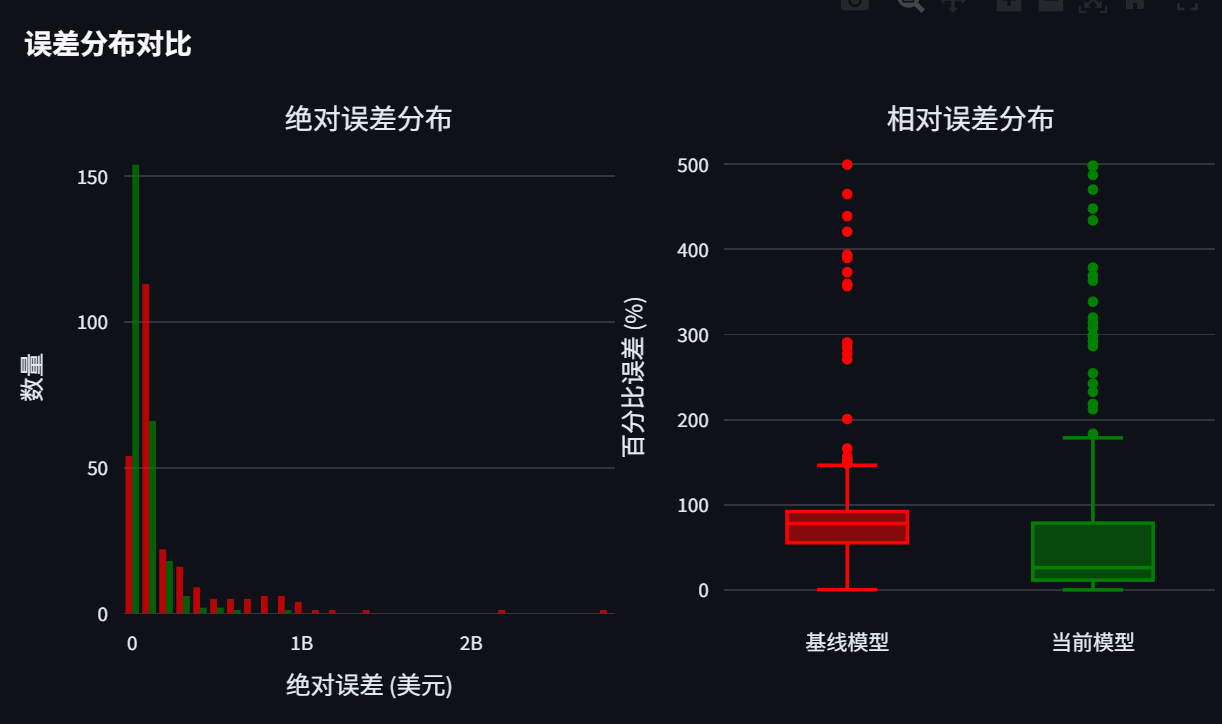 误差分布对比
绝对误差分布
150
100
50
0
数量
0
1B
2B
绝对误差 (美元)
相对误差分布
500
400
300
200
100
0
百分比误差 (%)
基线模型
当前模型